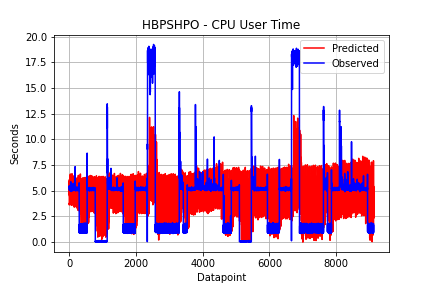 HBPSHPO - CPU User Time
Predicted
Observed
Seconds
20.0
17.5
15.0
12.5
10.0
7.5
5.0
2.5
0.0
0 2000 4000 6000 8000
Datapoint